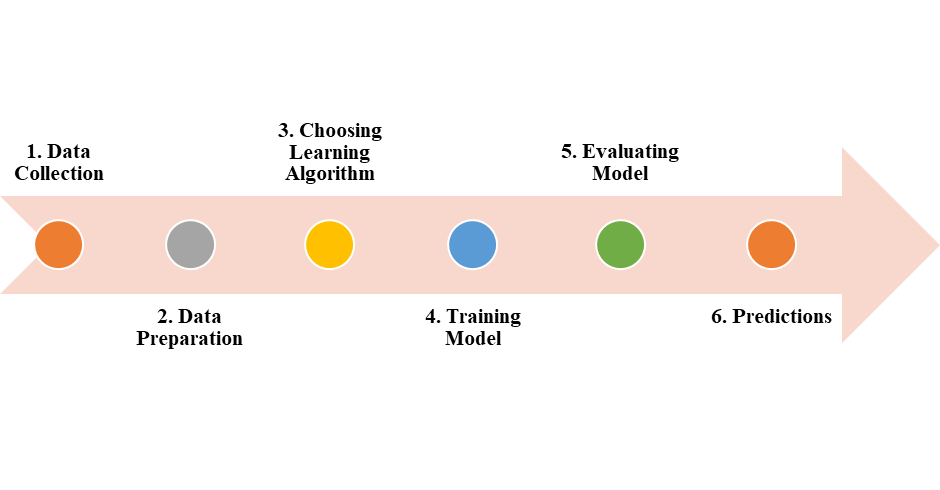 1. Data
Collection
2. Data
Preparation
3. Choosing
Learning
Algorithm
4. Training
Model
5. Evaluating
Model
6. Predictions